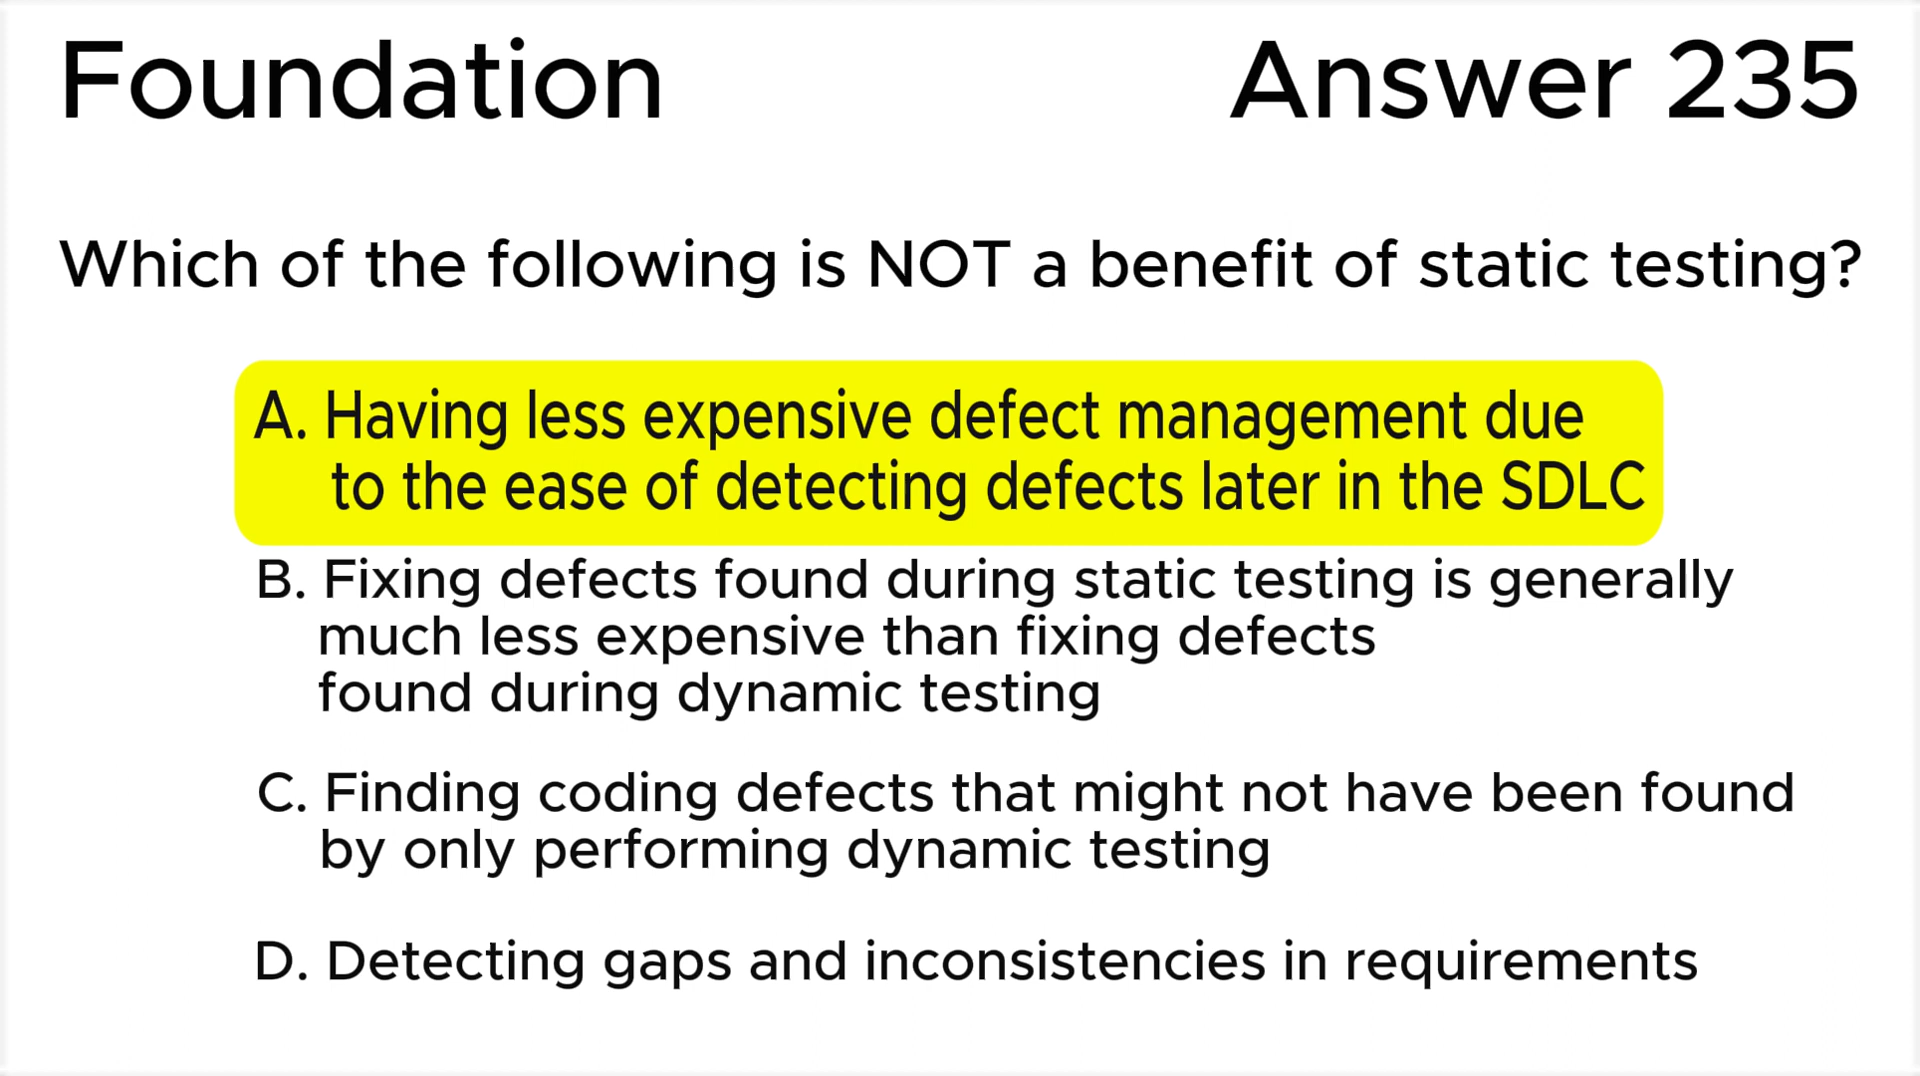 Foundation Answer 235
Which of the following is NOT a benefit of static testing?
A. Having less expensive defect management due
to the ease of detecting defects later in the SDLC
B. Fixing defects found during static testing is generally
much less expensive than fixing defects
found during dynamic testing
C. Finding coding defects that might not have been found
by only performing dynamic testing
D. Detecting gaps and inconsistencies in requirements